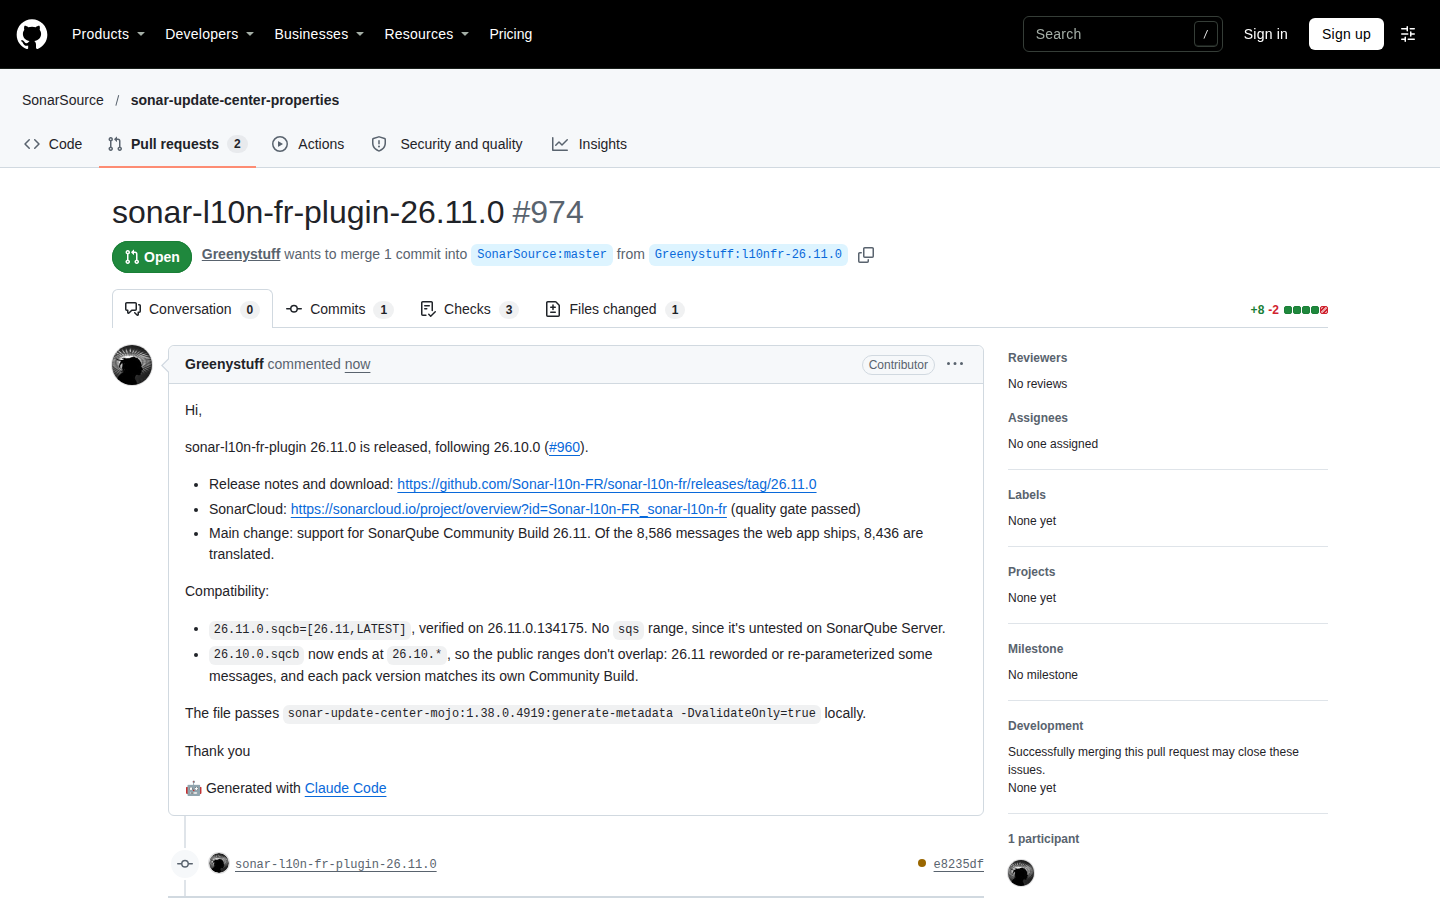 Products
Developers
Businesses
Resources
Pricing
Search
/
Sign in
Sign up
SonarSource / sonar-update-center-properties
Code
Pull requests 2
Actions
Security and quality
Insights
sonar-l10n-fr-plugin-26.11.0 #974
Open
Greenystuff wants to merge 1 commit into SonarSource:master from Greenystuff:l10nfr-26.11.0
Conversation 0
Commits 1
Checks 3
Files changed 1
+8 -2
Greenystuff commented now
Contributor
Hi,
sonar-l10n-fr-plugin 26.11.0 is released, following 26.10.0 (#960).
Release notes and download: https://github.com/Sonar-l10n-FR/sonar-l10n-fr/releases/tag/26.11.0
SonarCloud: https://sonarcloud.io/project/overview?id=Sonar-l10n-FR_sonar-l10n-fr (quality gate passed)
Main change: support for SonarQube Community Build 26.11. Of the 8,586 messages the web app ships, 8,436 are
translated.
Compatibility:
26.11.0.sqcb=[26.11,LATEST], verified on 26.11.0.134175. No sqs range, since it's untested on SonarQube Server.
26.10.0.sqcb now ends at 26.10.*, so the public ranges don't overlap: 26.11 reworded or re-parameterized some
messages, and each pack version matches its own Community Build.
The file passes sonar-update-center-mojo:1.38.0.4919:generate-metadata -DvalidateOnly=true locally.
Thank you
🤖 Generated with Claude Code
sonar-l10n-fr-plugin-26.11.0
e8235df
Reviewers
No reviews
Assignees
No one assigned
Labels
None yet
Projects
None yet
Milestone
No milestone
Development
Successfully merging this pull request may close these
issues.
None yet
1 participant